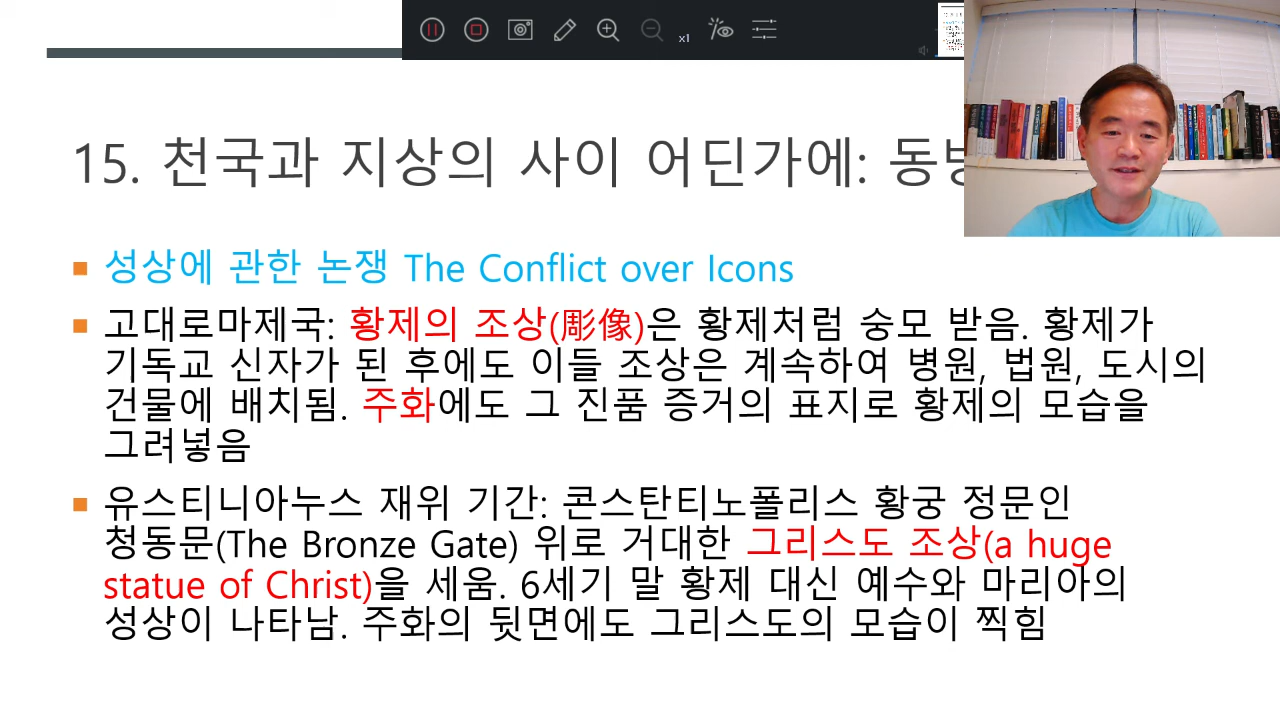 x1
15. 천국과 지상의 사이 어딘가에:
성상에 관한 논쟁 The Conflict over Icons
고대로마제국: 황제의 조상(彫像)은 황제처럼 숭모 받음. 황제가
기독교 신자가 된 후에도 이들 조상은 계속하여 병원, 법원, 도시의
건물에 배치됨. 주화에도 그 진품 증거의 표지로 황제의 모습을
그려넣음
유스티니아누스 재위 기간: 콘스탄티노폴리스 황궁 정문인
청동문(The Bronze Gate) 위로 거대한 그리스도 조상(a huge
statue of Christ)을 세움. 6세기 말 황제 대신 예수와 마리아의
성상이 나타남. 주화의 뒷면에도 그리스도의 모습이 찍힘